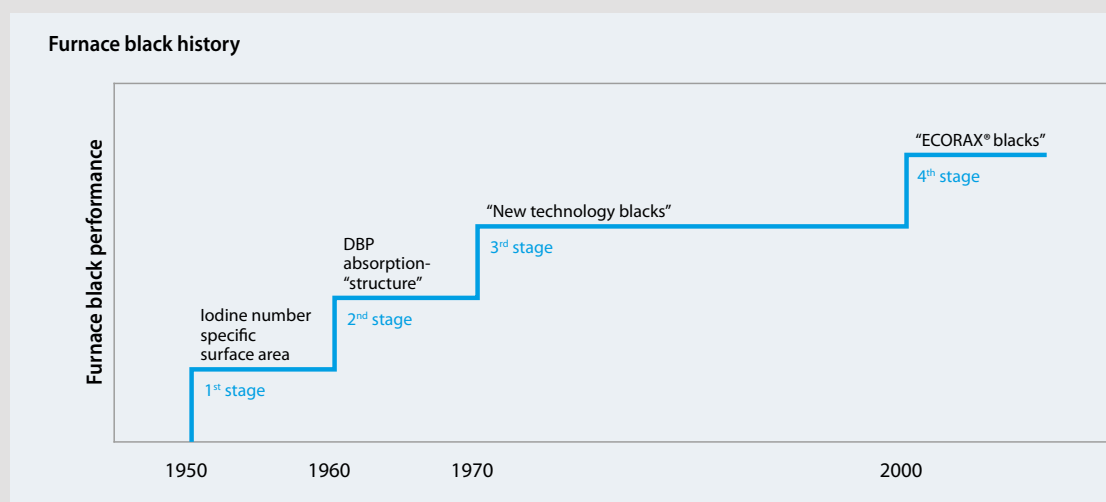 Furnace black history
Furnace black performance
"ECORAX® blacks"
4th stage
"New technology blacks"
3rd stage
DBP
absorption-
"structure"
2nd stage
Iodine number
specific
surface area
1st stage
1950
1960
1970
2000